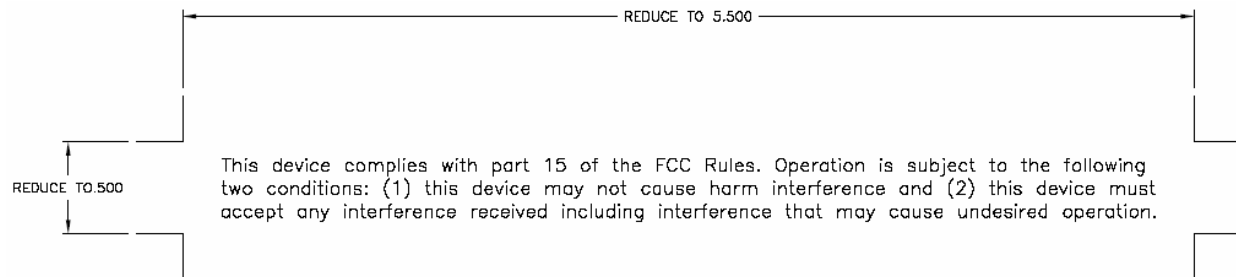 REDUCE TO 5.500
REDUCE TO.500
This device complies with part 15 of the FCC Rules. Operation is subject to the following
two conditions: (1) this device may not cause harm interference and (2) this device must
accept any interference received including interference that may cause undesired operation.